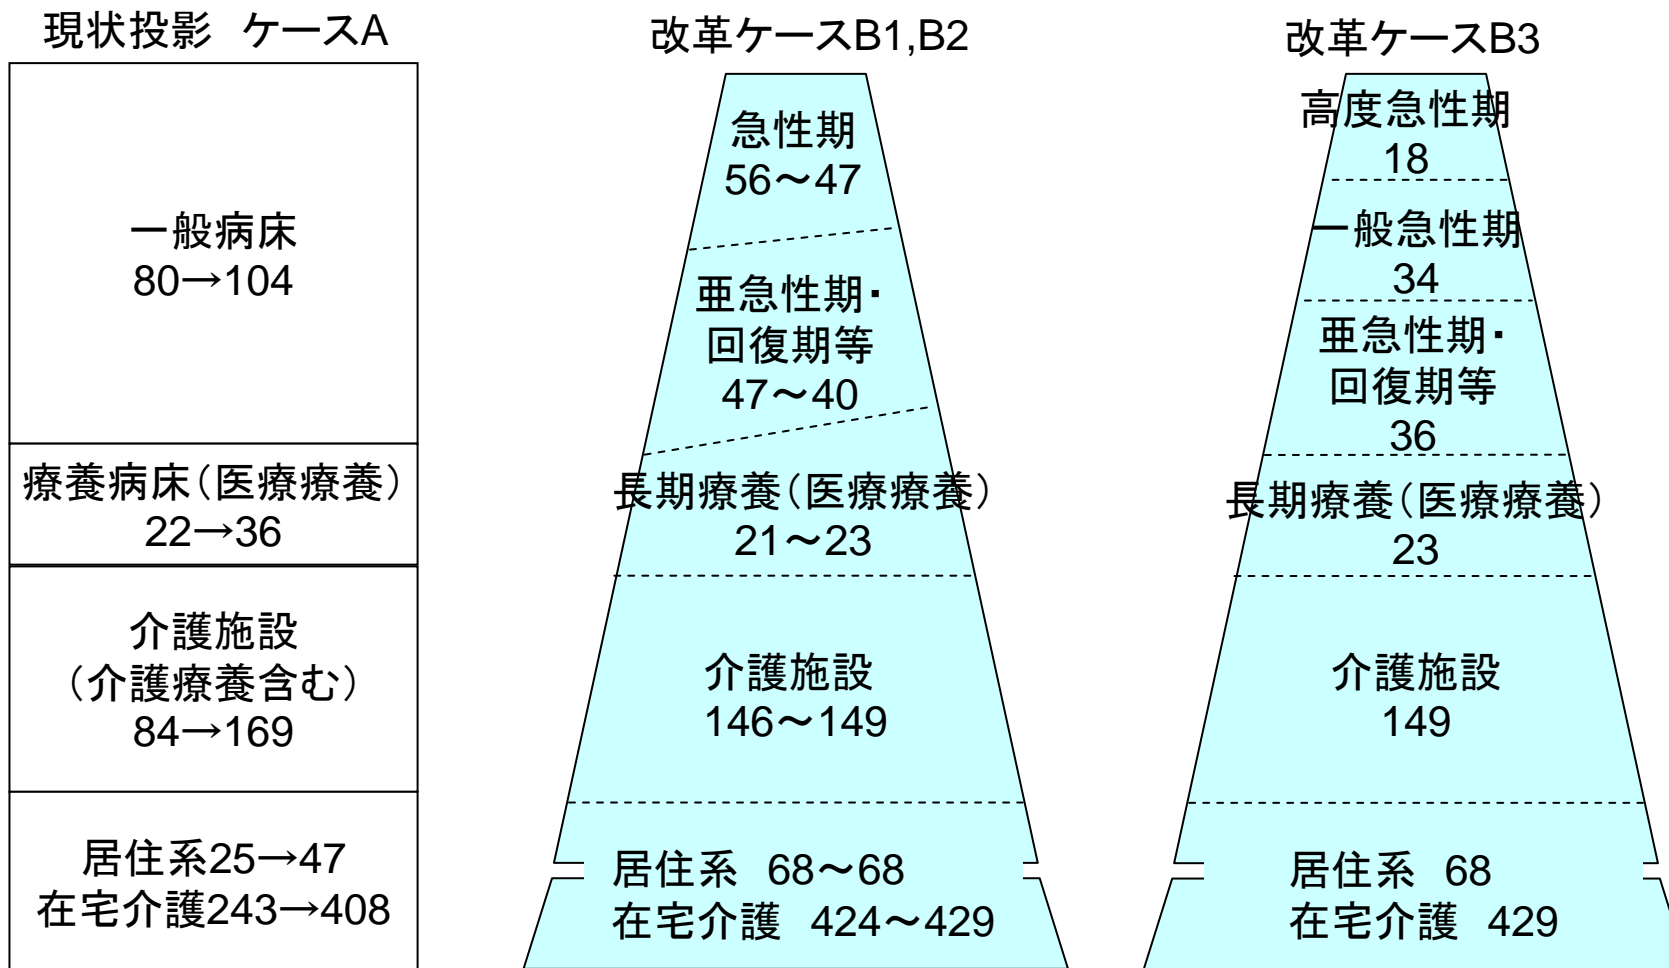 現状投影　ケースA
一般病床
80→104
療養病床（医療療養）
22→36
介護施設
（介護療養含む）
84→169
居住系25→47
在宅介護243→408
改革ケースB1,B2
急性期
56～47
亜急性期・
回復期等
47～40
長期療養（医療療養）
21～23
介護施設
146～149
居住系　68～68
在宅介護　424～429
改革ケースB3
高度急性期
18
一般急性期
34
亜急性期・
回復期等
36
長期療養（医療療養）
23
介護施設
149
居住系　68
在宅介護　429